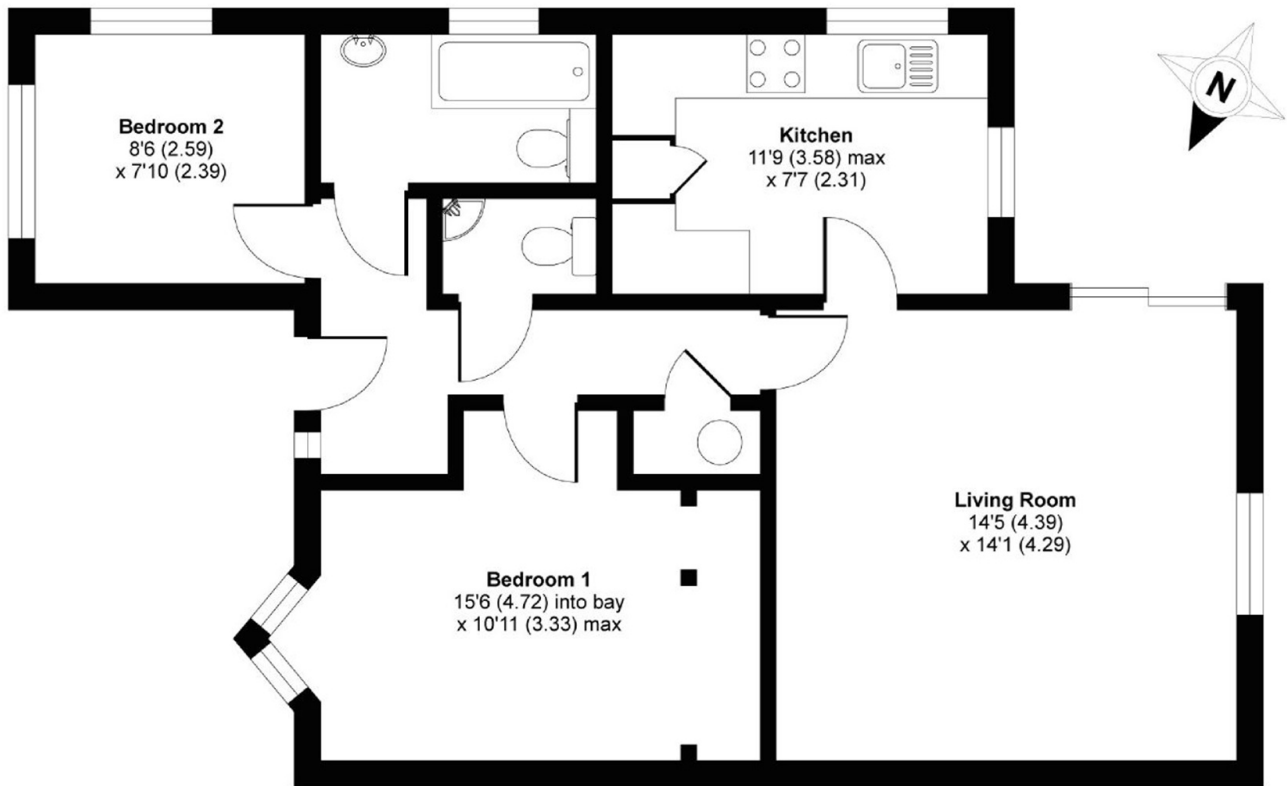 N
Bedroom 2
8'6 (2.59)
x 7'10 (2.39)
Kitchen
11'9 (3.58) max
x 7'7 (2.31)
Living Room
14'5 (4.39)
x 14'1 (4.29)
Bedroom 1
15'6 (4.72) into bay
x 10'11 (3.33) max